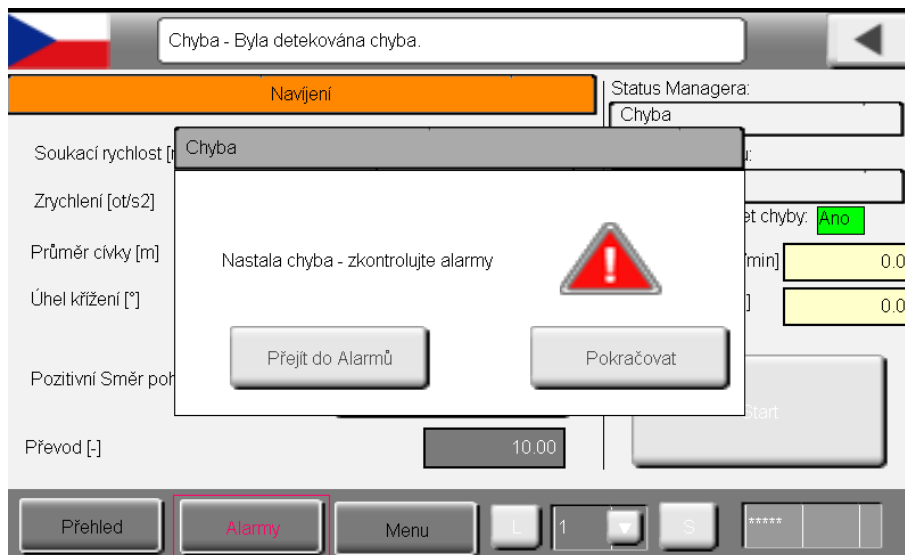 Chyba - Byla detekována chyba.
Navíjení
Status Managera:
Chyba
Soukací rychlost
Chyba
Zrychlení [ot/s2]
chyby: Ano
Průměr cívky [m]
Nastala chyba - zkontrolujte alarmy
min]
0.0
Úhel křížení [°]
]
0.0
Přejít do Alarmů
Pokračovat
Pozitivní Směr
Start
Převod [-]
10.00
Přehled
Alarmy
Menu
L
1
S
*****